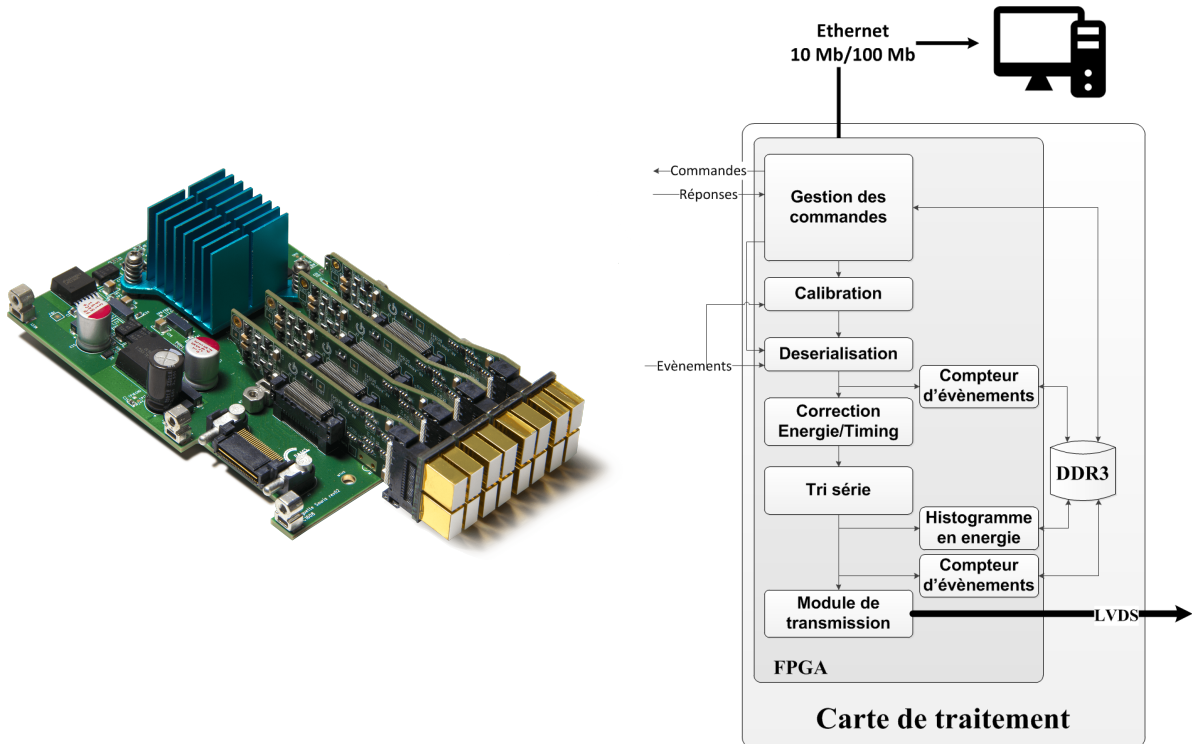 Ethernet
10 Mb/100 Mb
Commandes
Réponses
Gestion des
commandes
Calibration
Evènements
Deserialisation
Compteur
d'évènements
Correction
Energie/Timing
DDR3
Tri série
Histogramme
en energie
Compteur
d'évènements
Module de
transmission
LVDS
FPGA
Carte de traitement